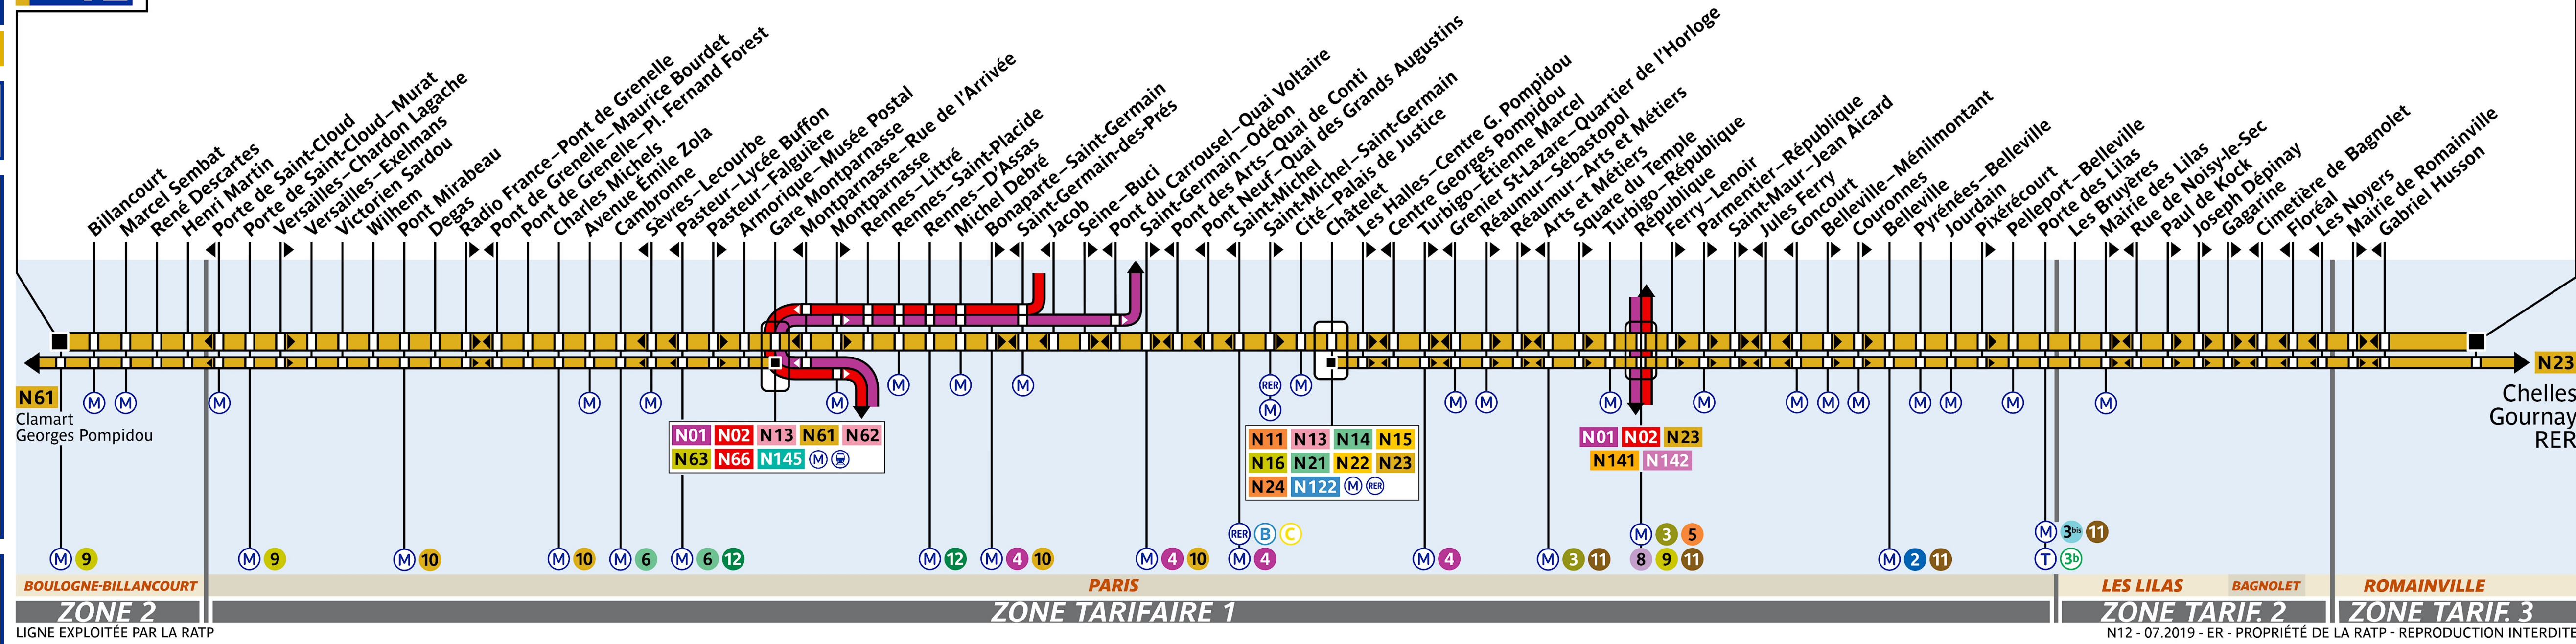 Billancourt
Marcel Sembat
René Descartes
Henri Martin
Porte de Saint-Cloud
Porte de Saint-Cloud–Murat
Versailles–Chardon Lagache
Versailles–Exelmans
Victorien Sardou
Wilhem
Pont Mirabeau
Degas
Radio France–Pont de Grenelle
Pont de Grenelle–Maurice Bourdet
Pont de Grenelle–Pl. Fernand Forest
Charles Michels
Avenue Émile Zola
Cambronne
Sèvres–Lecourbe
Pasteur–Lycée Buffon
Pasteur–Falguière
Armorique–Musée Postal
Gare Montparnasse
Montparnasse–Rue de l'Arrivée
Montparnasse
Rennes–Littré
Rennes–Saint-Placide
Rennes–D'Assas
Michel Debré
Bonaparte–Saint-Germain
Saint-Germain-des-Prés
Jacob
Seine–Buci
Pont du Carrousel–Quai Voltaire
Saint-Germain–Odéon
Pont des Arts–Quai de Conti
Pont Neuf–Quai des Grands Augustins
Saint-Michel
Saint-Michel–Saint-Germain
Cité–Palais de Justice
Châtelet
Les Halles–Centre G. Pompidou
Centre Georges Pompidou
Turbigo–Étienne Marcel
Grenier St-Lazare–Quartier de l'Horloge
Réaumur–Sébastopol
Réaumur–Arts et Métiers
Arts et Métiers
Square du Temple
Turbigo–République
République
Ferry–Lenoir
Parmentier–République
Saint-Maur–Jean Aicard
Jules Ferry
Goncourt
Belleville–Ménilmontant
Couronnes
Belleville
Pyrénées–Belleville
Jourdain
Pixérécourt
Pelleport–Belleville
Porte des Lilas
Les Bruyères
Mairie des Lilas
Rue de Noisy-le-Sec
Paul de Kock
Joseph Dépinay
Gagarine
Cimetière de Bagnolet
Floréal
Les Noyers
Mairie de Romainville
Gabriel Husson
N61
Clamart
Georges Pompidou
N23
Chelles
Gournay
RER
M M M M M M M M M RER M M M M M M M M M M M M M
N01 N02 N13 N61 N62
N63 N66 N145 M
N11 N13 N14 N15
N16 N21 N22 N23
N24 N122 M RER
N01 N02 N23
N141 N142
RER B C
M 3 5
M 3bis 11
M 9
M 9
M 10
M 10
M 6
M 6 12
M 12
M 4 10
M 4 10
M 4
M 4
M 3 11
8 9 11
M 2 11
T 3b
BOULOGNE-BILLANCOURT
PARIS
LES LILAS
BAGNOLET
ROMAINVILLE
ZONE 2
ZONE TARIFAIRE 1
ZONE TARIF. 2
ZONE TARIF. 3
LIGNE EXPLOITÉE PAR LA RATP
N12 - 07.2019 - ER - PROPRIÉTÉ DE LA RATP - REPRODUCTION INTERDITE